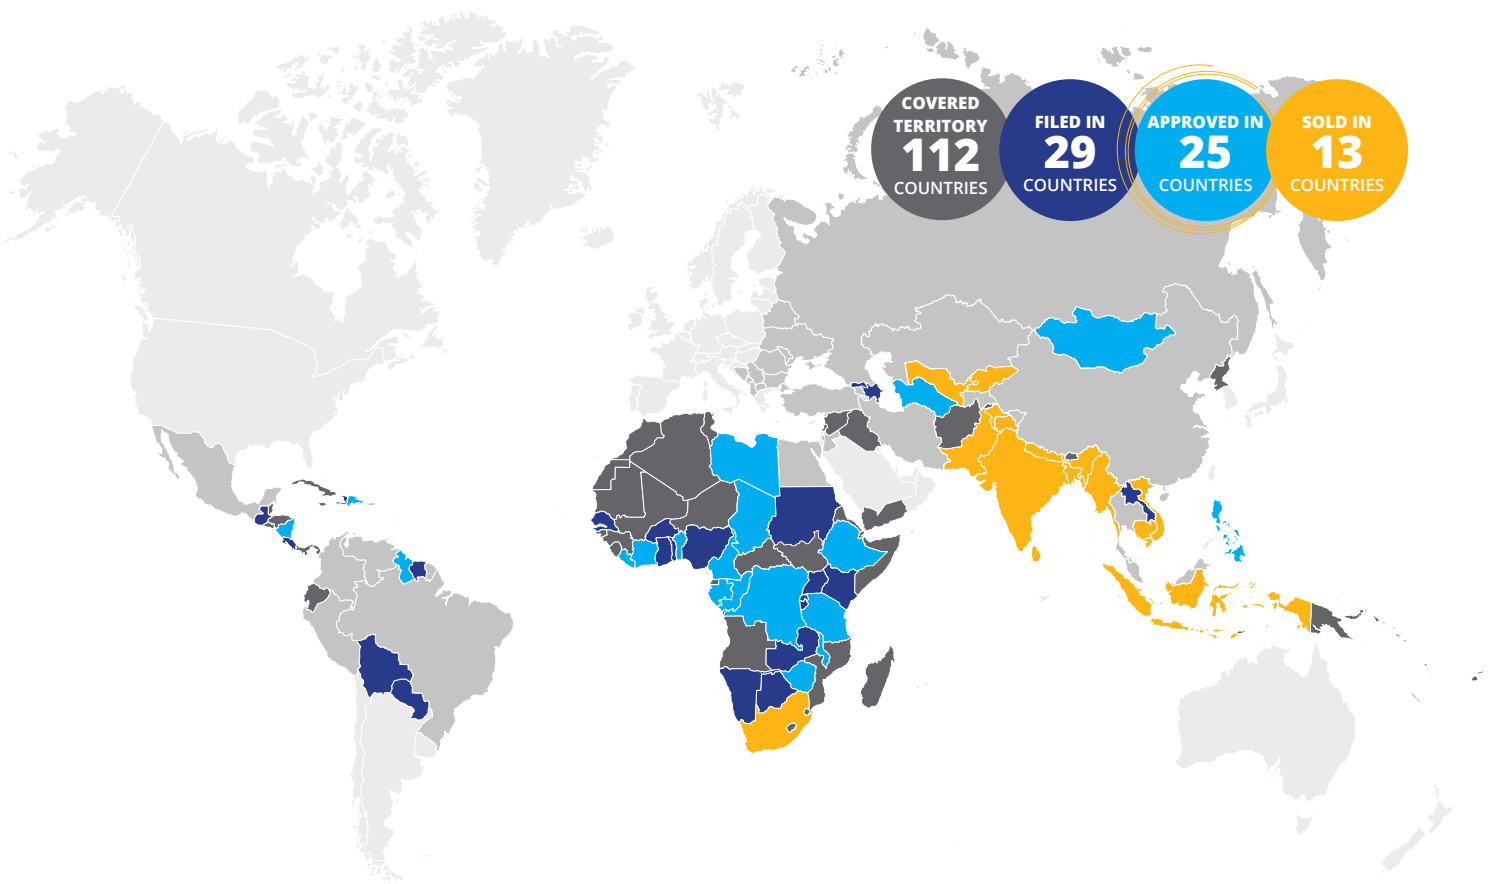 COVERED
TERRITORY
112
COUNTRIES
FILED IN
29
COUNTRIES
APPROVED IN
25
COUNTRIES
SOLD IN
13
COUNTRIES